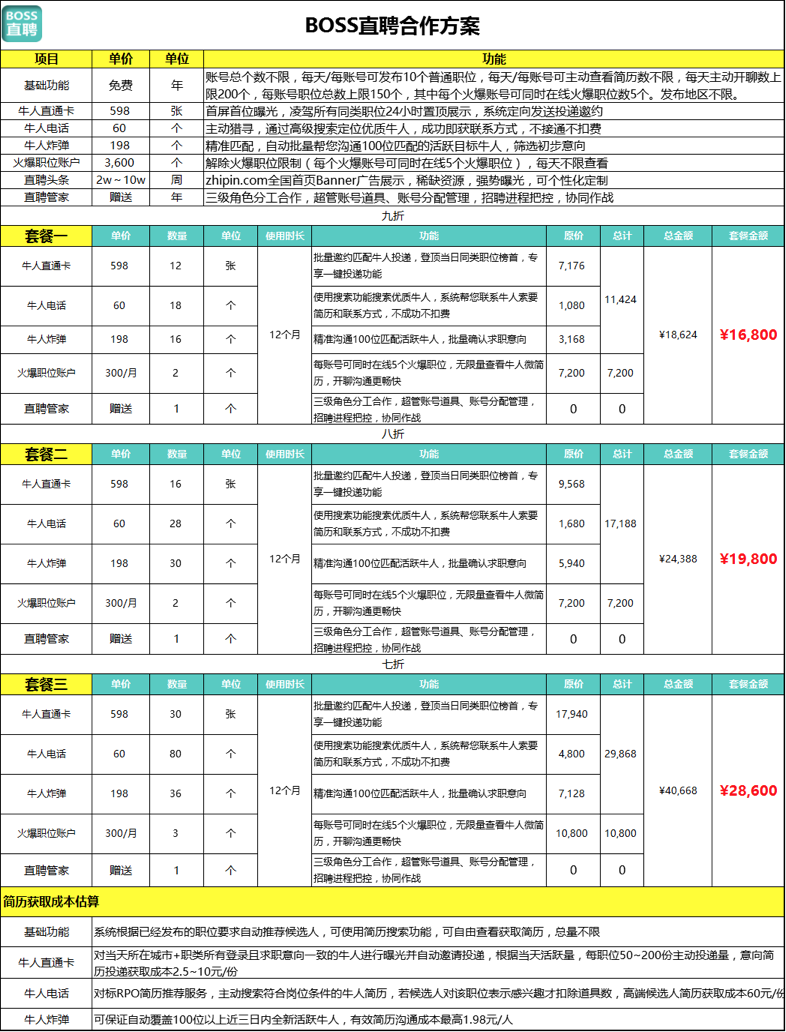 BOSS
直聘
BOSS直聘合作方案
项目 单价 单位 功能
基础功能 免费 年 账号总个数不限，每天/每账号可发布10个普通职位，每天/每账号可主动查看简历数不限，每天主动开聊数上
限200个，每账号职位总数上限150个，其中每个火爆账号可同时在线火爆职位数5个。发布地区不限。
牛人直通卡 598 张 首屏首位曝光，凌驾所有同类职位24小时置顶展示，系统定向发送投递邀约
牛人电话 60 个 主动猎寻，通过高级搜索定位优质牛人，成功即获联系方式，不接通不扣费
牛人炸弹 198 个 精准匹配，自动批量帮您沟通100位匹配的活跃目标牛人，筛选初步意向
火爆职位账户 3,600 个 解除火爆职位限制（每个火爆账号可同时在线5个火爆职位），每天不限查看
直聘头条 2w～10w 周 zhipin.com全国首页Banner广告展示，稀缺资源，强势曝光，可个性化定制
直聘管家 赠送 年 三级角色分工合作，超管账号道具、账号分配管理，招聘进程把控，协同作战
九折
套餐一 单价 数量 单位 使用时长 功能 原价 总计 总金额 套餐金额
牛人直通卡 598 12 张 批量邀约匹配牛人投递，登顶当日同类职位榜首，专 7,176
享一键投递功能
牛人电话 60 18 个 使用搜索功能搜索优质牛人，系统帮您联系牛人索要 1,080 11,424
简历和联系方式，不成功不扣费
牛人炸弹 198 16 个 12个月 精准沟通100位匹配活跃牛人，批量确认求职意向 3,168 ¥18,624 ¥16,800
火爆职位账户 300/月 2 个 每账号可同时在线5个火爆职位，无限量查看牛人微简 7,200 7,200
历，开聊沟通更畅快
直聘管家 赠送 1 个 三级角色分工合作，超管账号道具、账号分配管理， 0 0
招聘进程把控，协同作战
八折
套餐二 单价 数量 单位 使用时长 功能 原价 总计 总金额 套餐金额
牛人直通卡 598 16 张 批量邀约匹配牛人投递，登顶当日同类职位榜首，专 9,568
享一键投递功能
牛人电话 60 28 个 使用搜索功能搜索优质牛人，系统帮您联系牛人索要 1,680 17,188
简历和联系方式，不成功不扣费
牛人炸弹 198 30 个 12个月 精准沟通100位匹配活跃牛人，批量确认求职意向 5,940 ¥24,388 ¥19,800
火爆职位账户 300/月 2 个 每账号可同时在线5个火爆职位，无限量查看牛人微简 7,200 7,200
历，开聊沟通更畅快
直聘管家 赠送 1 个 三级角色分工合作，超管账号道具、账号分配管理， 0 0
招聘进程把控，协同作战
七折
套餐三 单价 数量 单位 使用时长 功能 原价 总计 总金额 套餐金额
牛人直通卡 598 30 张 批量邀约匹配牛人投递，登顶当日同类职位榜首，专 17,940
享一键投递功能
牛人电话 60 80 个 使用搜索功能搜索优质牛人，系统帮您联系牛人索要 4,800 29,868
简历和联系方式，不成功不扣费
牛人炸弹 198 36 个 12个月 精准沟通100位匹配活跃牛人，批量确认求职意向 7,128 ¥40,668 ¥28,600
火爆职位账户 300/月 3 个 每账号可同时在线5个火爆职位，无限量查看牛人微简 10,800 10,800
历，开聊沟通更畅快
直聘管家 赠送 1 个 三级角色分工合作，超管账号道具、账号分配管理， 0 0
招聘进程把控，协同作战
简历获取成本估算
基础功能 系统根据已经发布的职位要求自动推荐候选人，可使用简历搜索功能，可自由查看获取简历，总量不限
牛人直通卡 对当天所在城市+职类所有登录且求职意向一致的牛人进行曝光并自动邀请投递，根据当天活跃量，每职位50~200份主动投递量，意向简
历投递获取成本2.5~10元/份
牛人电话 对标RPO简历推荐服务，主动搜索符合岗位条件的牛人简历，若候选人对该职位表示感兴趣才扣除道具数，高端候选人简历获取成本60元/份
牛人炸弹 可保证自动覆盖100位以上近三日内全新活跃牛人，有效简历沟通成本最高1.98元/人